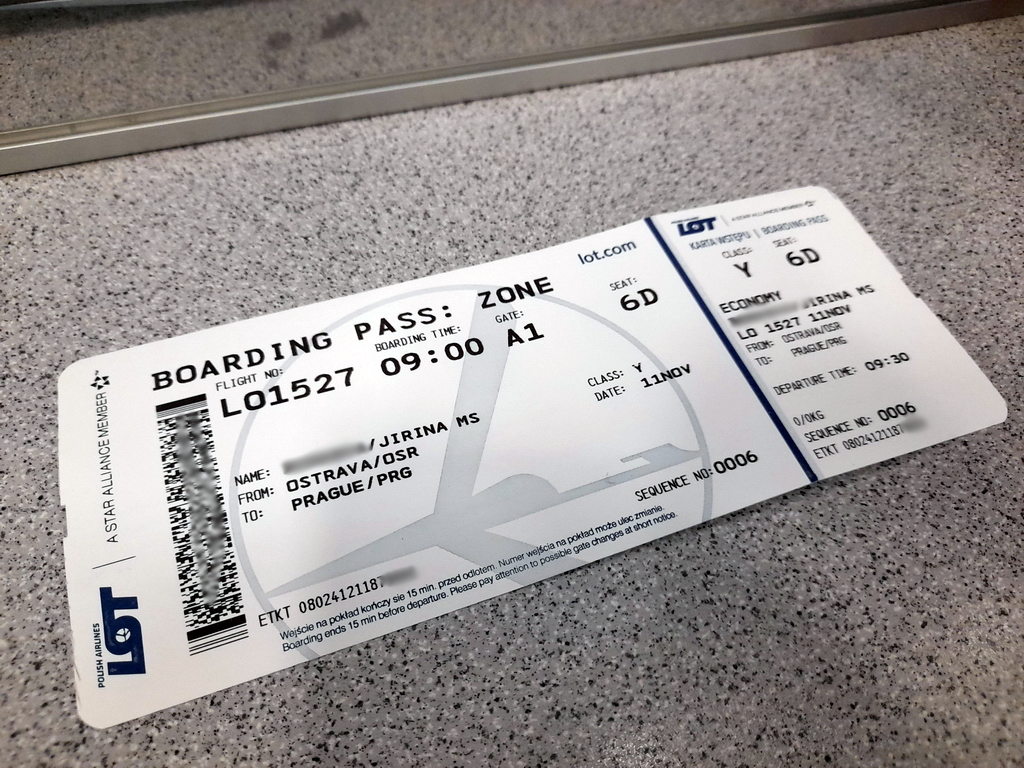 POLISH AIRLINES
LOT
A STAR ALLIANCE MEMBER
lot.com
BOARDING PASS: ZONE
FLIGHT NO:
BOARDING TIME:
GATE:
SEAT:
LO1527
09:00
A1
6D
CLASS: Y
DATE: 11NOV
NAME: /JIRINA MS
FROM: OSTRAVA/OSR
TO: PRAGUE/PRG
SEQUENCE NO:0006
ETKT 0802412118
Wejście na pokład kończy sie 15 min. przed odlotem. Numer wejścia na pokład może ulec zmianie.
Boarding ends 15 min before departure. Please pay attention to possible gate changes at short notice.
LOT
A STAR ALLIANCE MEMBER
KARTA WSTĘPU | BOARDING PASS
CLASS: SEAT:
Y 6D
ECONOMY
JIRINA MS
LO 1527 11NOV
FROM: OSTRAVA/OSR
TO: PRAGUE/PRG
DEPARTURE TIME: 09:30
0/0KG
SEQUENCE NO: 0006
ETKT 0802412118